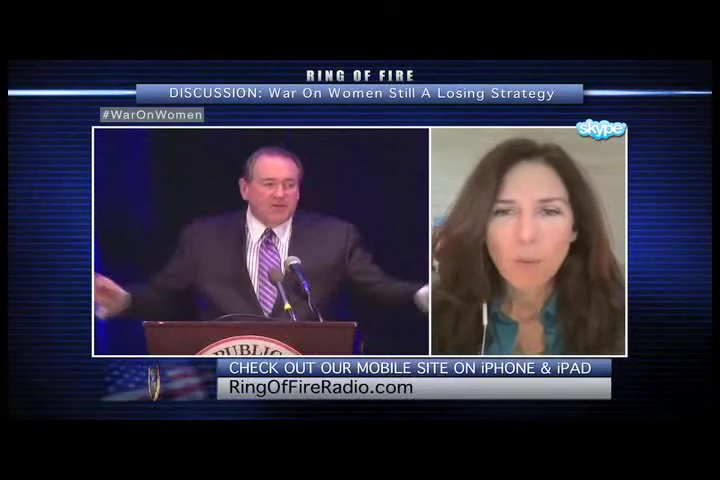 RING OF FIRE
DISCUSSION: War On Women Still A Losing Strategy
#WarOnWomen
skype
PUBLIC
CHECK OUT OUR MOBILE SITE ON iPHONE & iPAD
RingOfFireRadio.com